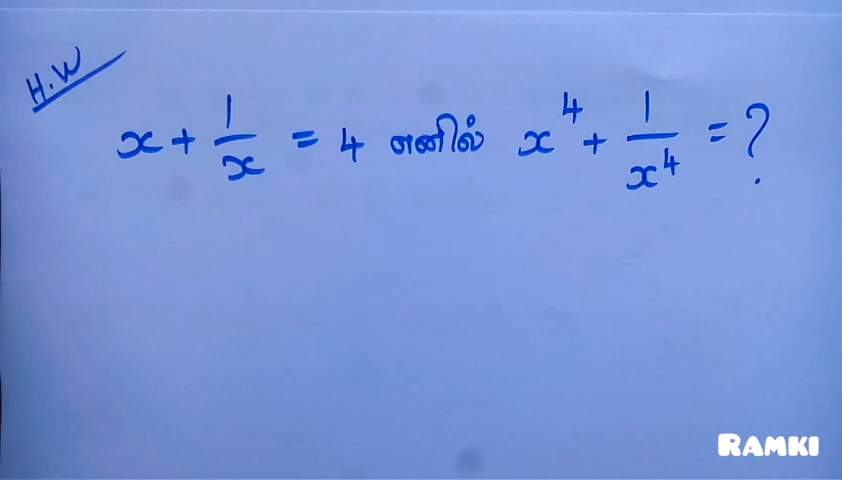 H.W
x + 1/x = 4 எனில் x⁴ + 1/x⁴ = ?
RAMKI